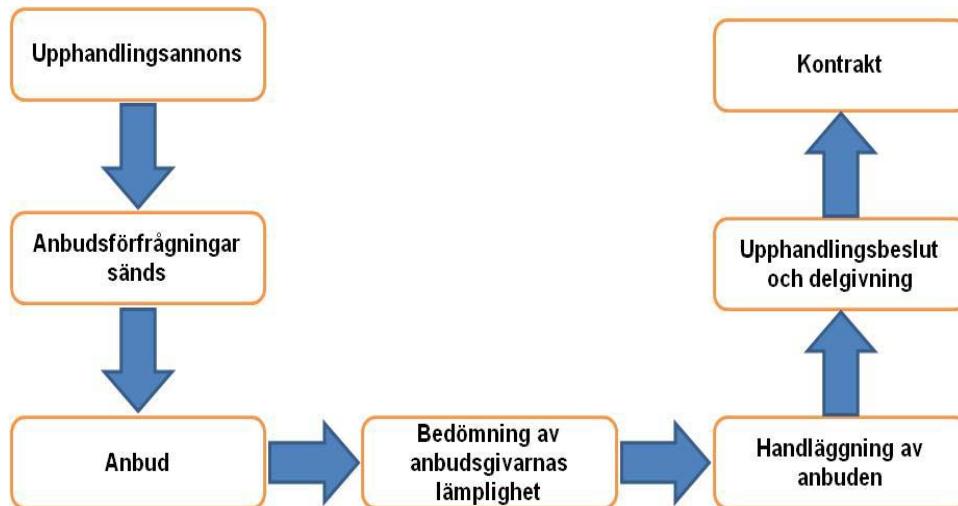 Upphandlingsannons
Anbudsförfrågningar
sänds
Anbud
Bedömning av
anbudsgivarnas
lämplighet
Handläggning av
anbuden
Upphandlingsbeslut
och delgivning
Kontrakt